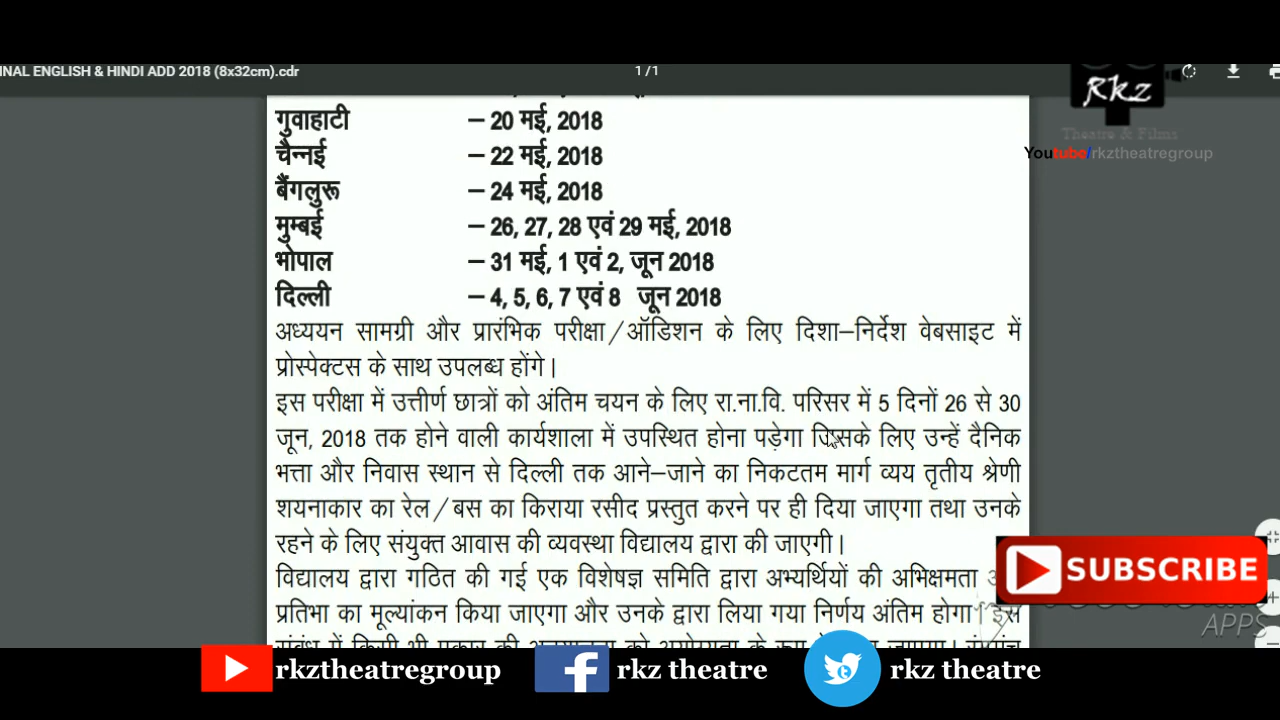 INAL ENGLISH & HINDI ADD 2018 (8x32cm).cdr
1 / 1
Rkz
Theatre & Films
Youtube/rkztheatregroup
गुवाहाटी – 20 मई, 2018
चैन्नई – 22 मई, 2018
बैंगलुरू – 24 मई, 2018
मुम्बई – 26, 27, 28 एवं 29 मई, 2018
भोपाल – 31 मई, 1 एवं 2, जून 2018
दिल्ली – 4, 5, 6, 7 एवं 8 जून 2018
अध्ययन सामग्री और प्रारंभिक परीक्षा/ऑडिशन के लिए दिशा–निर्देश वेबसाइट में
प्रोस्पेक्टस के साथ उपलब्ध होंगे।
इस परीक्षा में उत्तीर्ण छात्रों को अंतिम चयन के लिए रा.ना.वि. परिसर में 5 दिनों 26 से 30
जून, 2018 तक होने वाली कार्यशाला में उपस्थित होना पड़ेगा जिसके लिए उन्हें दैनिक
भत्ता और निवास स्थान से दिल्ली तक आने–जाने का निकटतम मार्ग व्यय तृतीय श्रेणी
शयनाकार का रेल/बस का किराया रसीद प्रस्तुत करने पर ही दिया जाएगा तथा उनके
रहने के लिए संयुक्त आवास की व्यवस्था विद्यालय द्वारा की जाएगी।
विद्यालय द्वारा गठित की गई एक विशेषज्ञ समिति द्वारा अभ्यर्थियों की अभिक्षमता
प्रतिभा का मूल्यांकन किया जाएगा और उनके द्वारा लिया गया निर्णय अंतिम होगा इस
SUBSCRIBE
APPS
rkztheatregroup
rkz theatre
rkz theatre